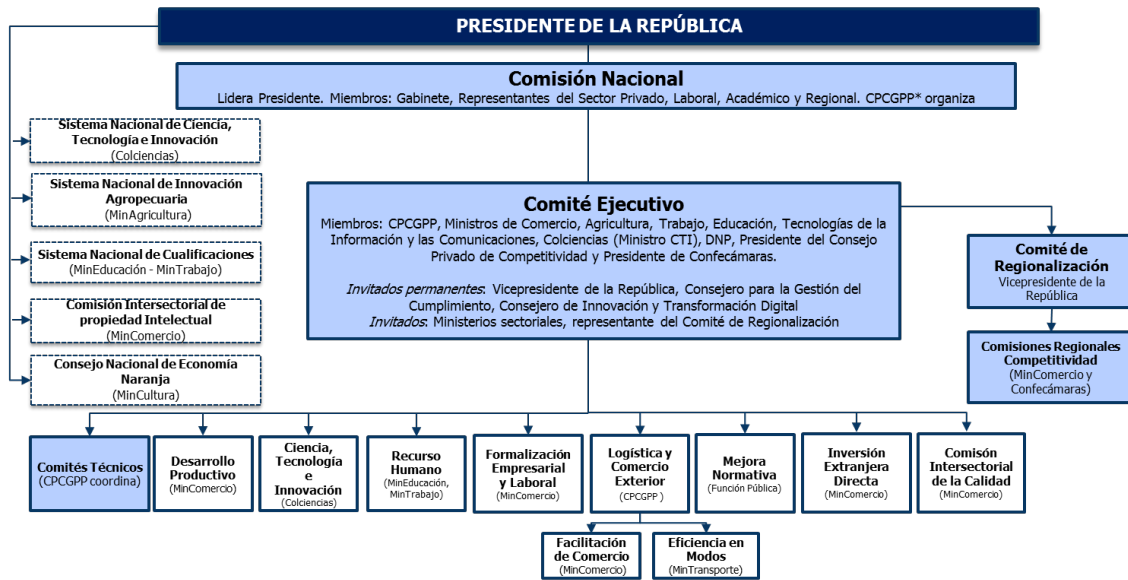 PRESIDENTE DE LA REPÚBLICA
Comisión Nacional
Lidera Presidente. Miembros: Gabinete, Representantes del Sector Privado, Laboral, Académico y Regional. CPCGPP* organiza
Sistema Nacional de Ciencia,
Tecnología e Innovación
(Colciencias)
Sistema Nacional de Innovación
Agropecuaria
(MinAgricultura)
Sistema Nacional de Cualificaciones
(MinEducación - MinTrabajo)
Comisión Intersectorial de
propiedad Intelectual
(MinComercio)
Consejo Nacional de Economía
Naranja
(MinCultura)
Comité Ejecutivo
Miembros: CPCGPP, Ministros de Comercio, Agricultura, Trabajo, Educación, Tecnologías de la
Información y las Comunicaciones, Colciencias (Ministro CTI), DNP, Presidente del Consejo
Privado de Competitividad y Presidente de Confecámaras.
Invitados permanentes: Vicepresidente de la República, Consejero para la Gestión del
Cumplimiento, Consejero de Innovación y Transformación Digital
Invitados: Ministerios sectoriales, representante del Comité de Regionalización
Comité de
Regionalización
Vicepresidente de la
República
Comisiones Regionales
Competitividad
(MinComercio y
Confecámaras)
Comités Técnicos
(CPCGPP coordina)
Desarrollo
Productivo
(MinComercio)
Ciencia,
Tecnología e
Innovación
(Colciencias)
Recurso
Humano
(MinEducación,
MinTrabajo)
Formalización
Empresarial
y Laboral
(MinComercio)
Logística y
Comercio
Exterior
(CPCGPP )
Mejora
Normativa
(Función Pública)
Inversión
Extranjera
Directa
(MinComercio)
Comisón
Intersectorial
de la Calidad
(MinComercio)
Facilitación
de Comercio
(MinComercio)
Eficiencia en
Modos
(MinTransporte)